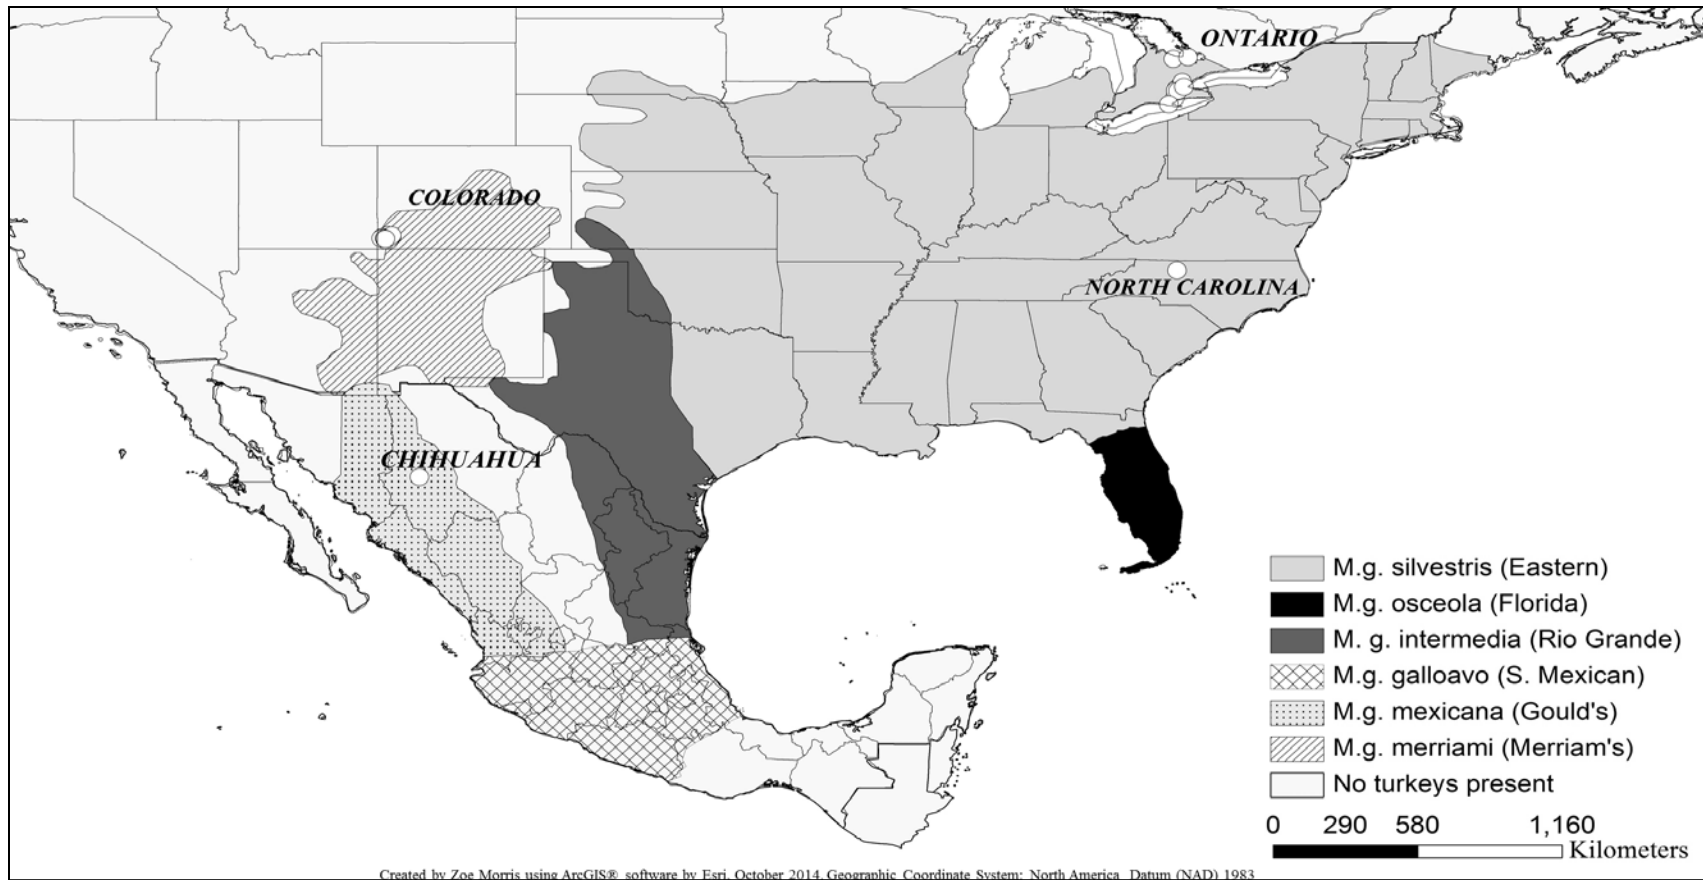 ONTARIO
COLORADO
NORTH CAROLINA
CHIHUAHUA
M.g. silvestris (Eastern)
M.g. osceola (Florida)
M. g. intermedia (Rio Grande)
M.g. galloavo (S. Mexican)
M.g. mexicana (Gould's)
M.g. merriami (Merriam's)
No turkeys present
0 290 580 1,160
Kilometers
Created by Zoe Morris using ArcGIS® software by Esri, October 2014. Geographic Coordinate System: North America Datum (NAD) 1983